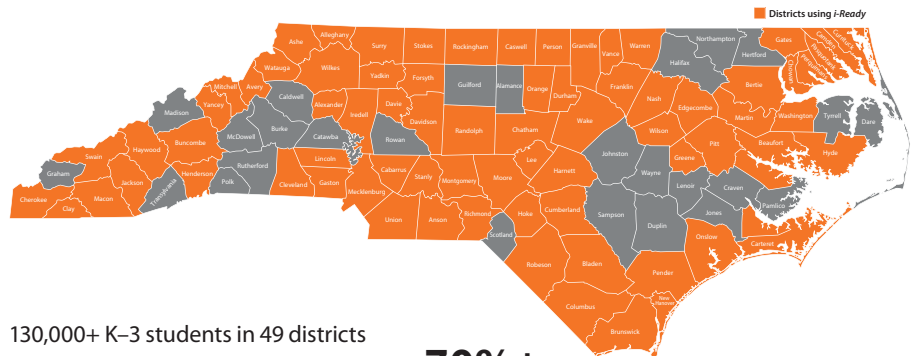 Districts using i-Ready
Alleghany
Northampton
Gates
Currituck
Camden
Ashe
Surry
Stokes
Rockingham
Caswell
Person
Granville
Vance
Warren
Hertford
Pasquotank
Perquimans
Halifax
Chowan
Watauga
Wilkes
Yadkin
Forsyth
Guilford
Alamance
Orange
Durham
Franklin
Bertie
Mitchell
Avery
Caldwell
Alexander
Davie
Nash
Edgecombe
Madison
Yancey
Iredell
Davidson
Martin
Washington
Tyrrell
Dare
Burke
McDowell
Catawba
Rowan
Randolph
Chatham
Wake
Wilson
Pitt
Beaufort
Hyde
Buncombe
Haywood
Swain
Lincoln
Lee
Johnston
Greene
Graham
Rutherford
Cabarrus
Stanly
Montgomery
Moore
Harnett
Wayne
Henderson
Polk
Cleveland
Gaston
Mecklenburg
Lenoir
Craven
Jackson
Transylvania
Cherokee
Macon
Clay
Pamlico
Jones
Union
Anson
Richmond
Hoke
Cumberland
Sampson
Duplin
Scotland
Onslow
Carteret
Robeson
Bladen
Pender
Columbus
New
Hanover
Brunswick
130,000+ K–3 students in 49 districts